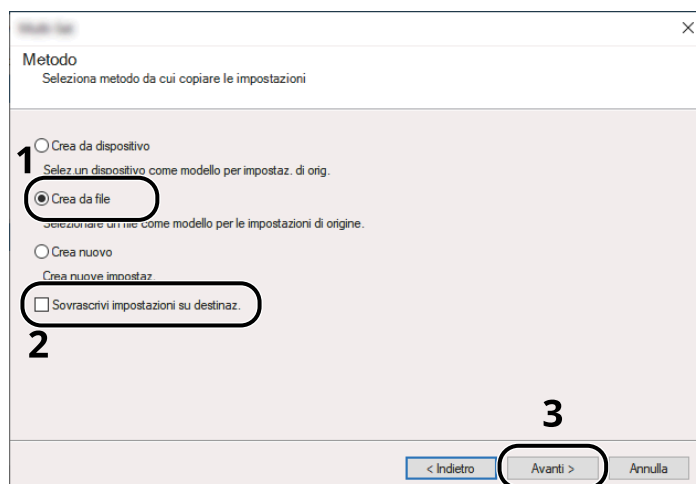 Metodo
Seleziona metodo da cui copiare le impostazioni
Crea da dispositivo
1
Selez.un dispositivo come modello per impostaz. di orig.
Crea da file
Selezionare un file come modello per le impostazioni di origine.
Crea nuovo
Crea nuove impostaz.
Sovrascrivi impostazioni su destinaz.
2
3
< Indietro
Avanti >
Annulla